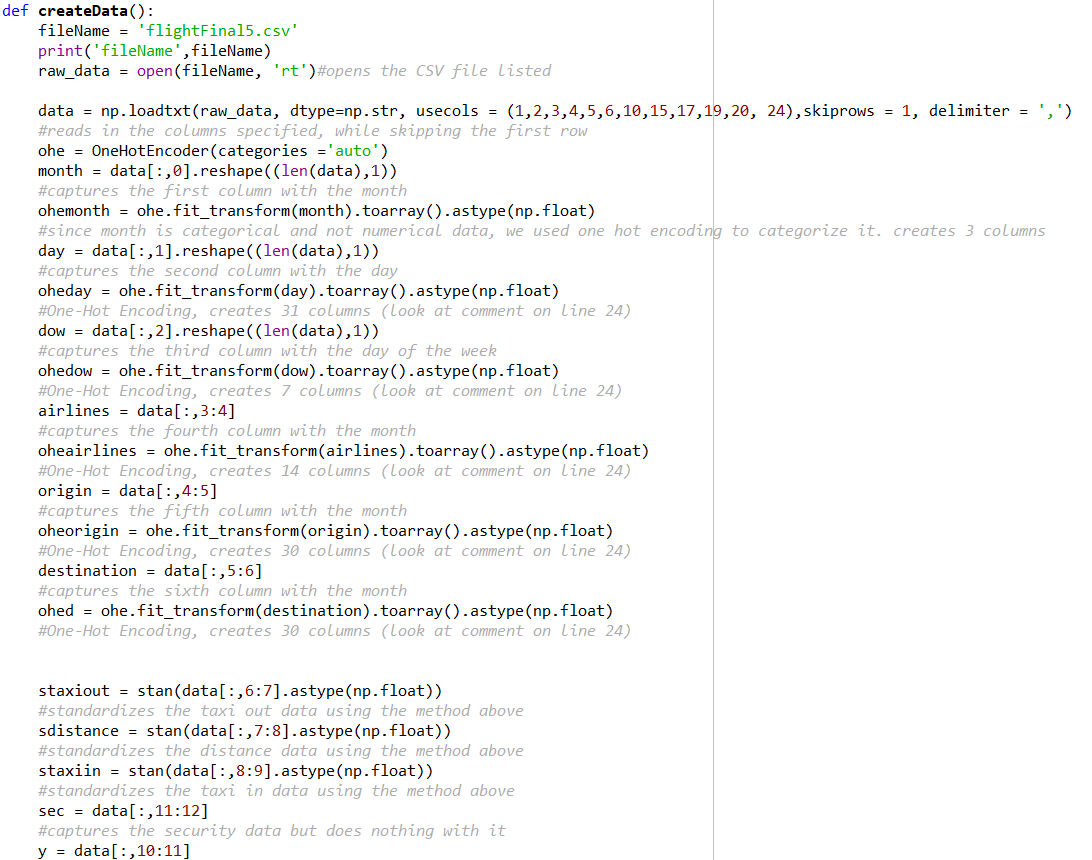 def createData():
    fileName = 'flightFinal5.csv'
    print('fileName',fileName)
    raw_data = open(fileName, 'rt')#opens the CSV file listed

    data = np.loadtxt(raw_data, dtype=np.str, usecols = (1,2,3,4,5,6,10,15,17,19,20, 24),skiprows = 1, delimiter = ',')
    #reads in the columns specified, while skipping the first row
    ohe = OneHotEncoder(categories ='auto')
    month = data[:,0].reshape((len(data),1))
    #captures the first column with the month
    ohemonth = ohe.fit_transform(month).toarray().astype(np.float)
    #since month is categorical and not numerical data, we used one hot encoding to categorize it. creates 3 columns
    day = data[:,1].reshape((len(data),1))
    #captures the second column with the day
    oheday = ohe.fit_transform(day).toarray().astype(np.float)
    #One-Hot Encoding, creates 31 columns (look at comment on line 24)
    dow = data[:,2].reshape((len(data),1))
    #captures the third column with the day of the week
    ohedow = ohe.fit_transform(dow).toarray().astype(np.float)
    #One-Hot Encoding, creates 7 columns (look at comment on line 24)
    airlines = data[:,3:4]
    #captures the fourth column with the month
    oheairlines = ohe.fit_transform(airlines).toarray().astype(np.float)
    #One-Hot Encoding, creates 14 columns (look at comment on line 24)
    origin = data[:,4:5]
    #captures the fifth column with the month
    oheorigin = ohe.fit_transform(origin).toarray().astype(np.float)
    #One-Hot Encoding, creates 30 columns (look at comment on line 24)
    destination = data[:,5:6]
    #captures the sixth column with the month
    ohed = ohe.fit_transform(destination).toarray().astype(np.float)
    #One-Hot Encoding, creates 30 columns (look at comment on line 24)


    staxiout = stan(data[:,6:7].astype(np.float))
    #standardizes the taxi out data using the method above
    sdistance = stan(data[:,7:8].astype(np.float))
    #standardizes the distance data using the method above
    staxiin = stan(data[:,8:9].astype(np.float))
    #standardizes the taxi in data using the method above
    sec = data[:,11:12]
    #captures the security data but does nothing with it
    y = data[:,10:11]